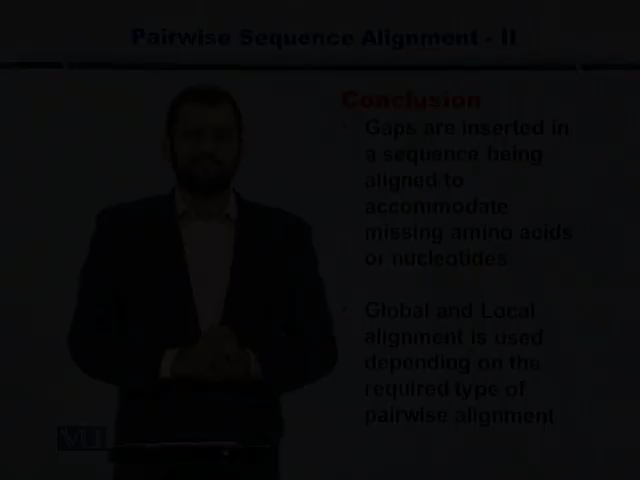 Pairwise Sequence Alignment - II
Conclusion
Gaps are inserted in
a sequence being
aligned to
accommodate
missing amino acids
or nucleotides
Global and Local
alignment is used
depending on the
required type of
pairwise alignment
VU